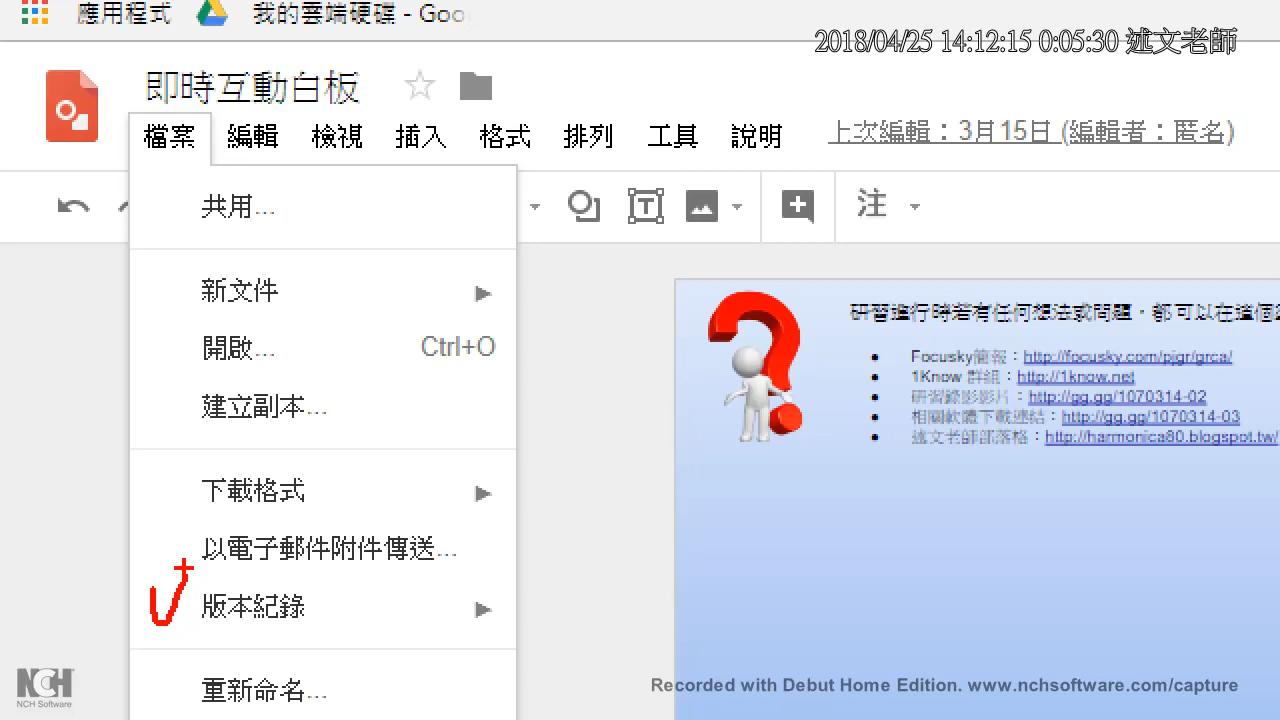 應用程式 我的雲端硬碟 - Goo
2018/04/25 14:12:15 0:05:30 述文老師
即時互動白板
檔案 編輯 檢視 插入 格式 排列 工具 說明 上次編輯：3月15日 (編輯者：匿名)
注
共用...
新文件
開啟... Ctrl+O
建立副本...
下載格式
以電子郵件附件傳送...
版本紀錄
重新命名...
研習進行時若有任何想法或問題，都可以在這個
Focusky簡報：http://focusky.com/pjgr/grca/
1Know 群組：http://1know.net
研習錄影影片：http://gg.gg/1070314-02
相關軟體下載連結：http://gg.gg/1070314-03
述文老師部落格：http://harmonica80.blogspot.tw/
NCH
NCH Software
Recorded with Debut Home Edition. www.nchsoftware.com/capture